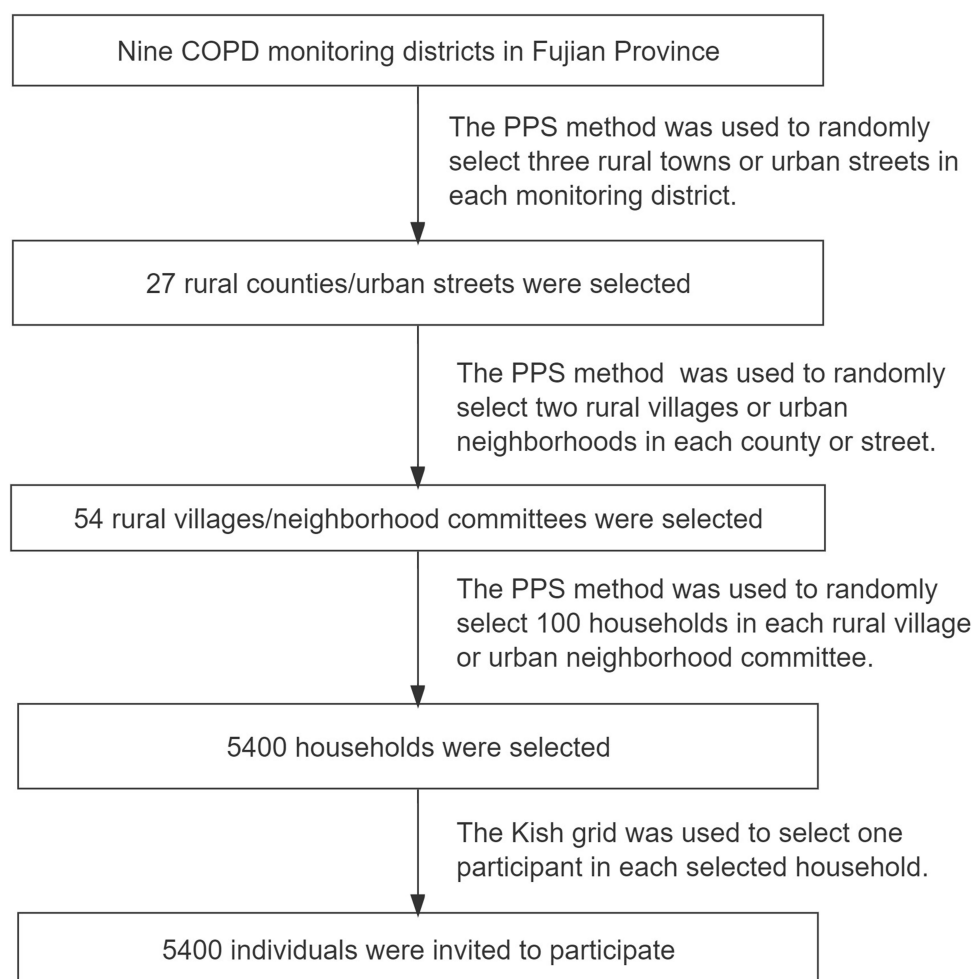 Nine COPD monitoring districts in Fujian Province
The PPS method was used to randomly
select three rural towns or urban streets in
each monitoring district.
27 rural counties/urban streets were selected
The PPS method  was used to randomly
select two rural villages or urban
neighborhoods in each county or street.
54 rural villages/neighborhood committees were selected
The PPS method was used to randomly
select 100 households in each rural village
or urban neighborhood committee.
5400 households were selected
The Kish grid was used to select one
participant in each selected household.
5400 individuals were invited to participate